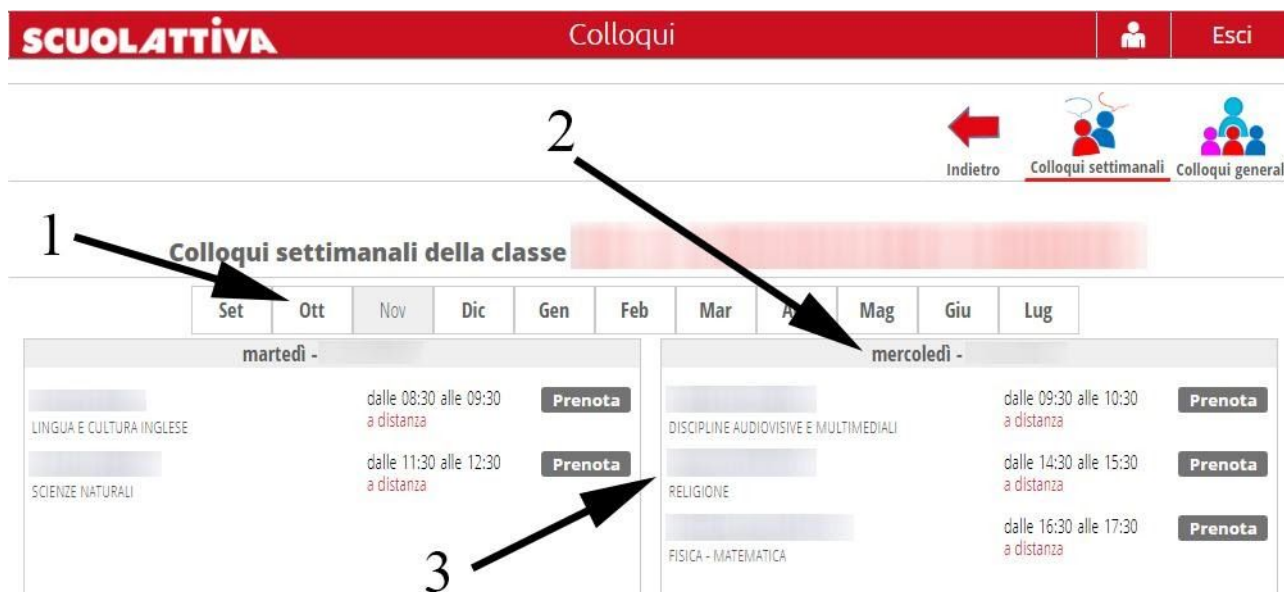 SCUOLATTIVA Colloqui Esci
2
Indietro Colloqui settimanali Colloqui general
1
Colloqui settimanali della classe
Set Ott Nov Dic Gen Feb Mar Mag Giu Lug
martedì -
dalle 08:30 alle 09:30 Prenota
LINGUA E CULTURA INGLESE a distanza
dalle 11:30 alle 12:30 Prenota
SCIENZE NATURALI a distanza
mercoledì -
dalle 09:30 alle 10:30 Prenota
DISCIPLINE AUDIOVISIVE E MULTIMEDIALI a distanza
dalle 14:30 alle 15:30 Prenota
RELIGIONE a distanza
dalle 16:30 alle 17:30 Prenota
FISICA - MATEMATICA a distanza
3